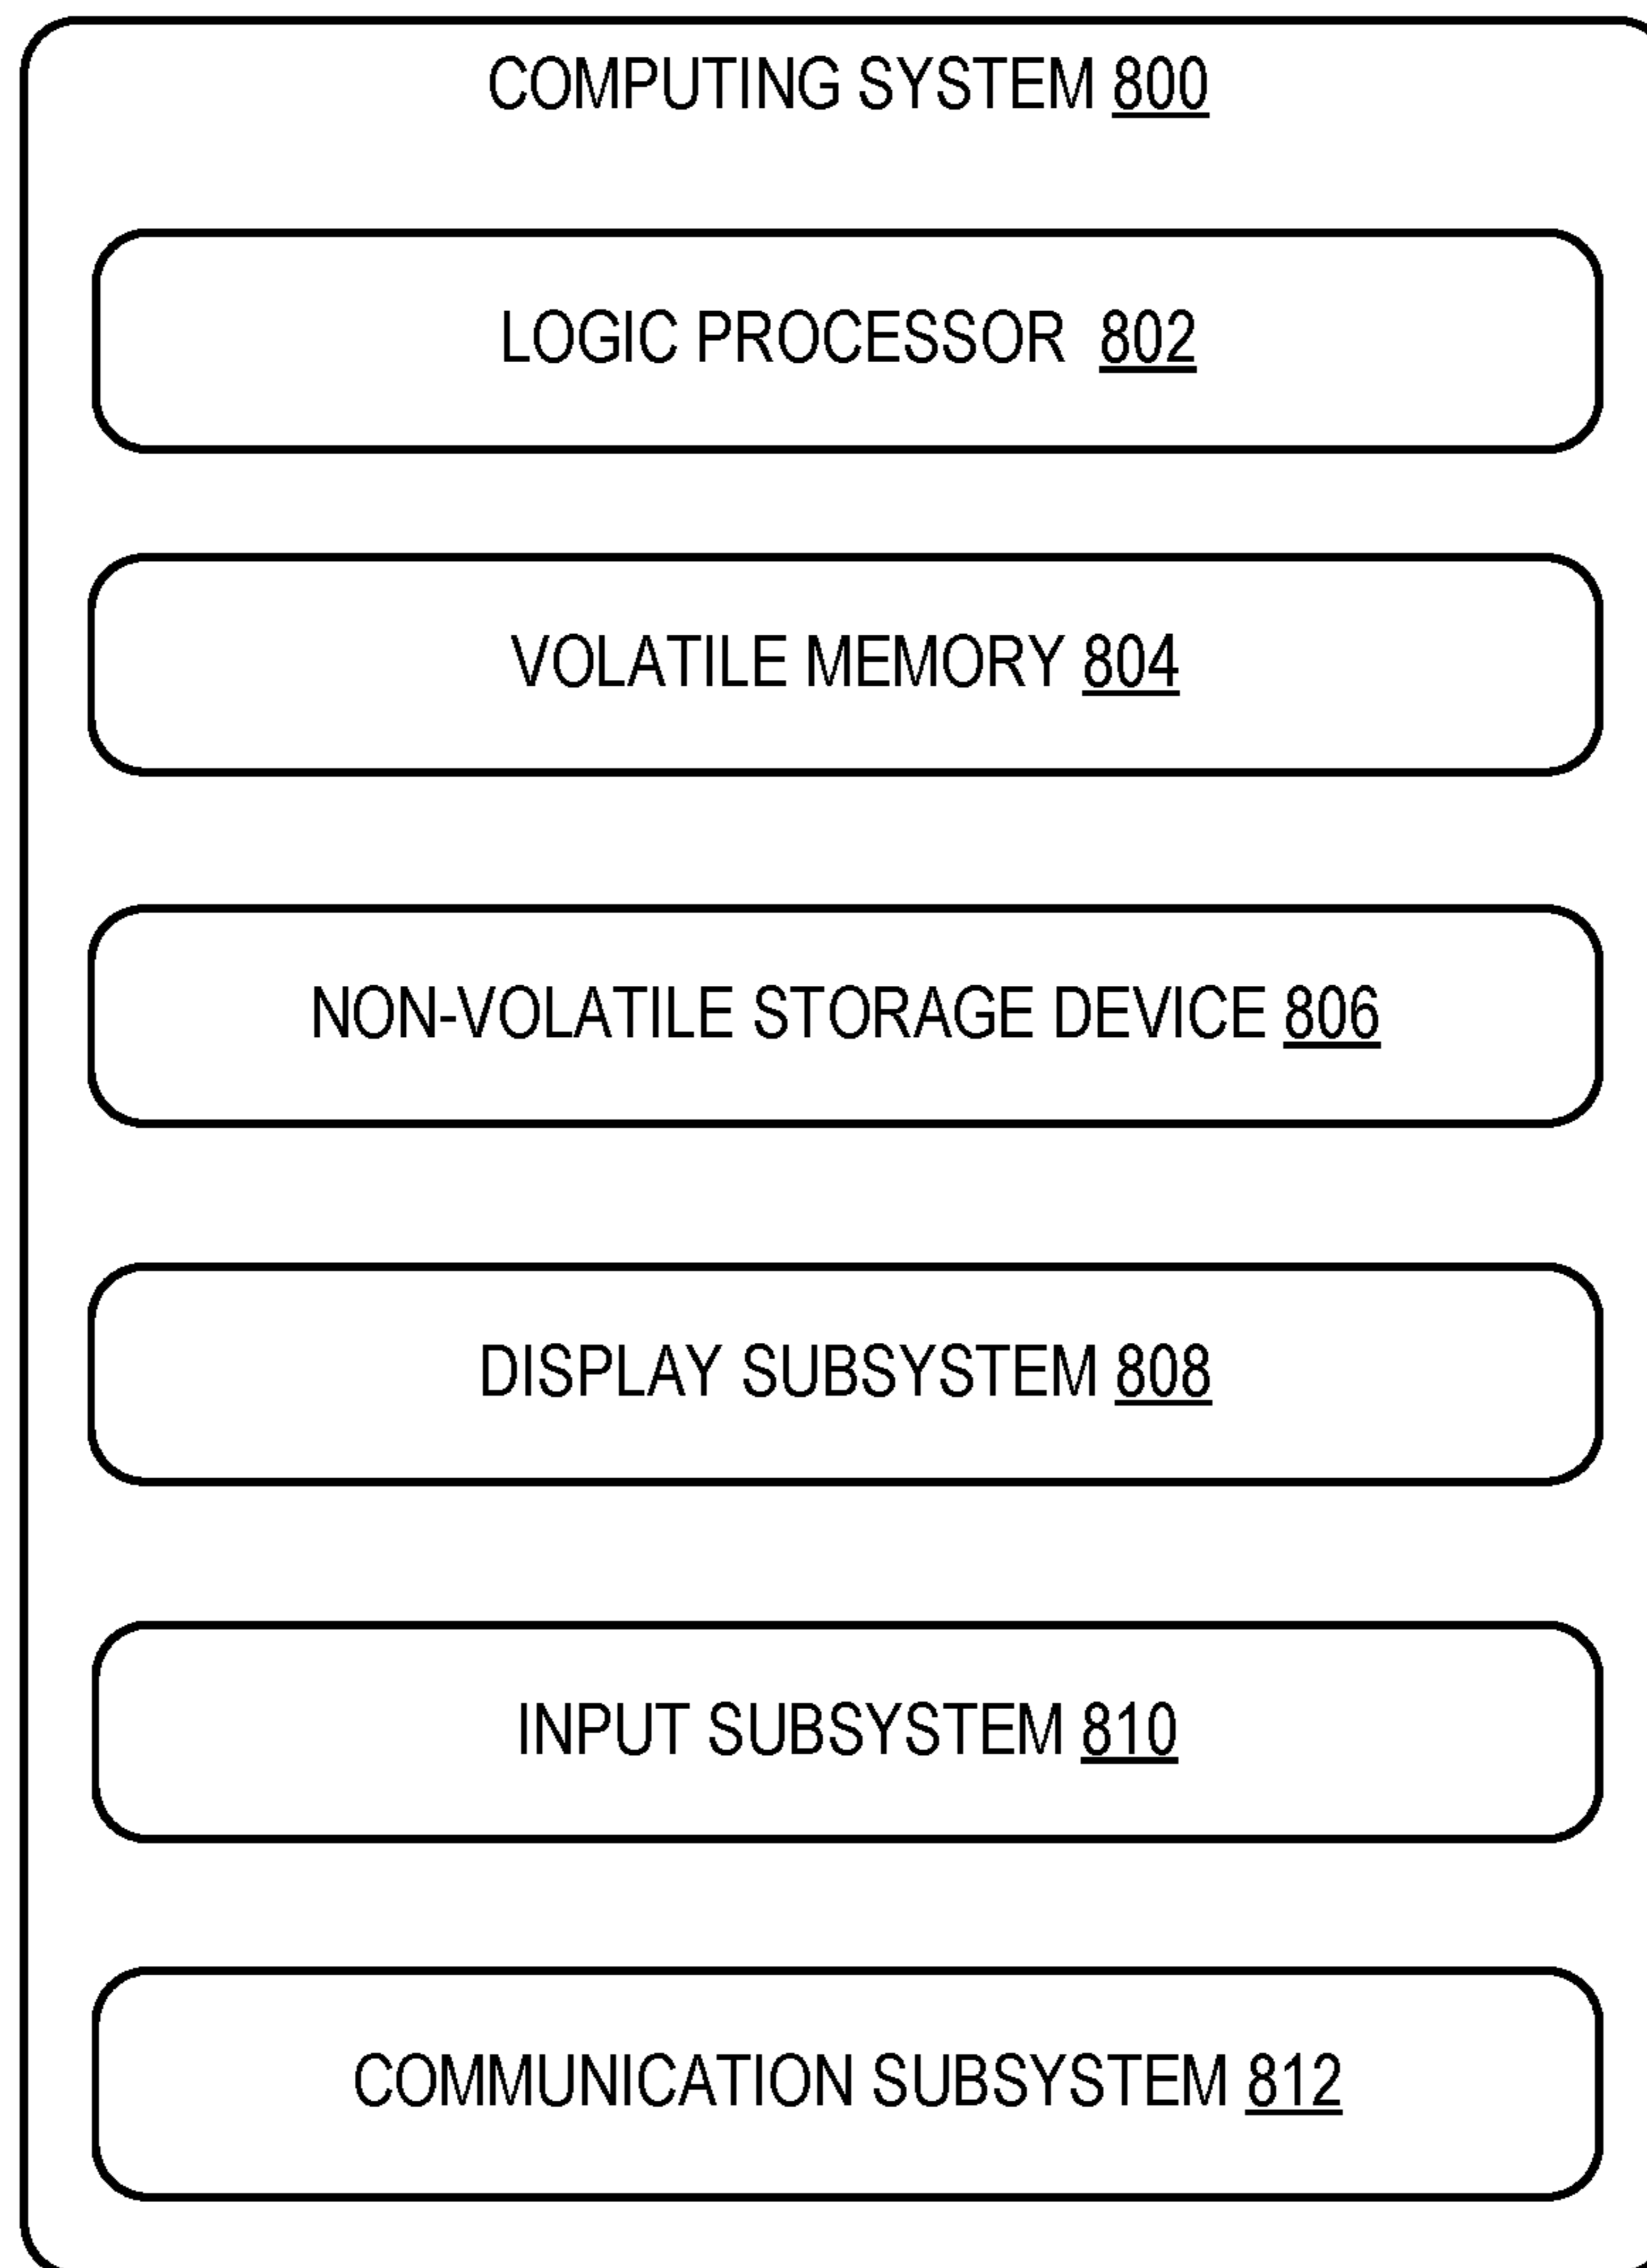 COMPUTING SYSTEM 800
LOGIC PROCESSOR 802
VOLATILE MEMORY 804
NON-VOLATILE STORAGE DEVICE 806
DISPLAY SUBSYSTEM 808
INPUT SUBSYSTEM 810
COMMUNICATION SUBSYSTEM 812